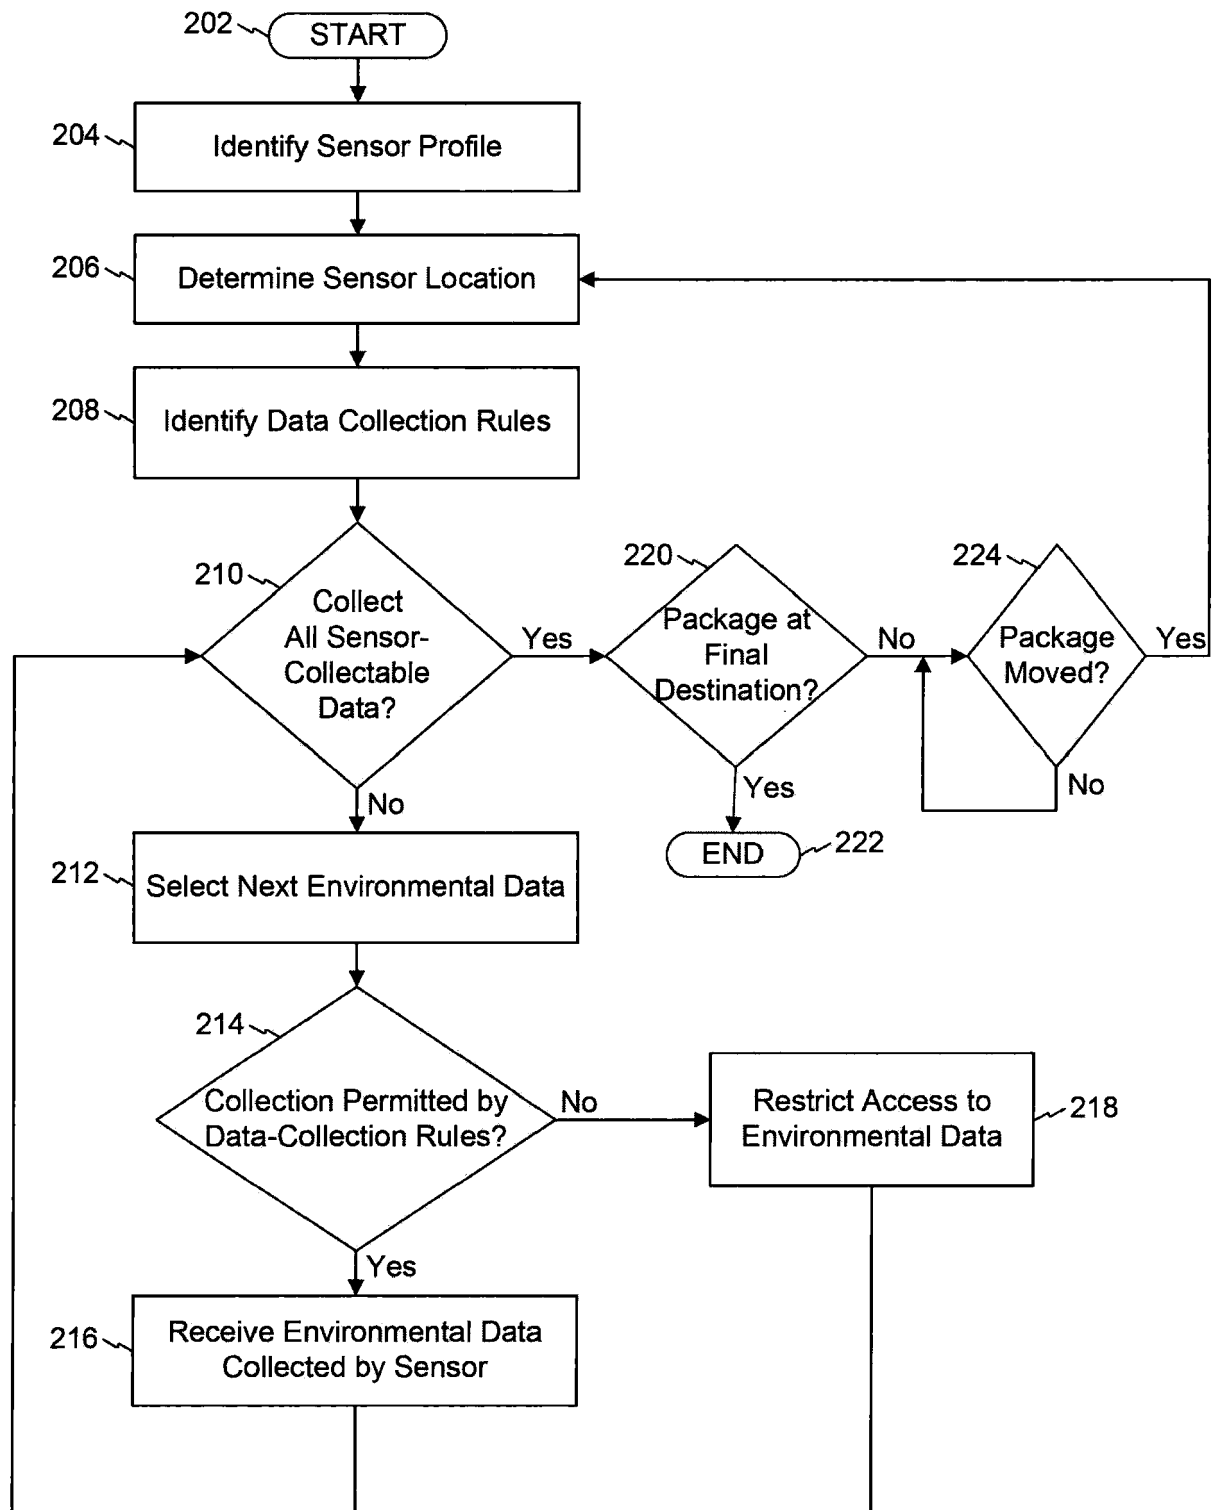 202
START
204
Identify Sensor Profile
206
Determine Sensor Location
208
Identify Data Collection Rules
210
Collect
All Sensor-
Collectable
Data?
Yes
No
220
Package at
Final
Destination?
No
Yes
224
Package
Moved?
Yes
No
END
222
212
Select Next Environmental Data
214
Collection Permitted by
Data-Collection Rules?
No
Yes
Restrict Access to
Environmental Data
218
216
Receive Environmental Data
Collected by Sensor